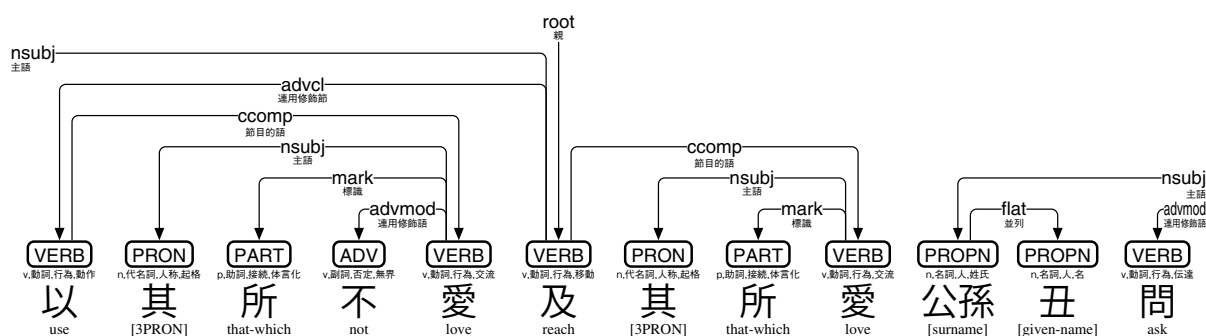 root
親
nsubj
主語
advcl
連用修飾節
ccomp
節目的語
nsubj
主語
ccomp
節目的語
mark
標識
nsubj
主語
nsubj
主語
advmod
連用修飾語
mark
標識
flat
並列
advmod
連用修飾語
VERB PRON PART ADV VERB VERB PRON PART VERB PROPN PROPN VERB
v,動詞,行為,動作 n,代名詞,人称,起格 p,助詞,接続,体言化 v,副詞,否定,無界 v,動詞,行為,交流 v,動詞,行為,移動 n,代名詞,人称,起格 p,助詞,接続,体言化 v,動詞,行為,交流 n,名詞,人,姓氏 n,名詞,人,名 v,動詞,行為,伝達
以 其 所 不 愛 及 其 所 愛 公孫 丑 問
use [3PRON] that-which not love reach [3PRON] that-which love [surname] [given-name] ask